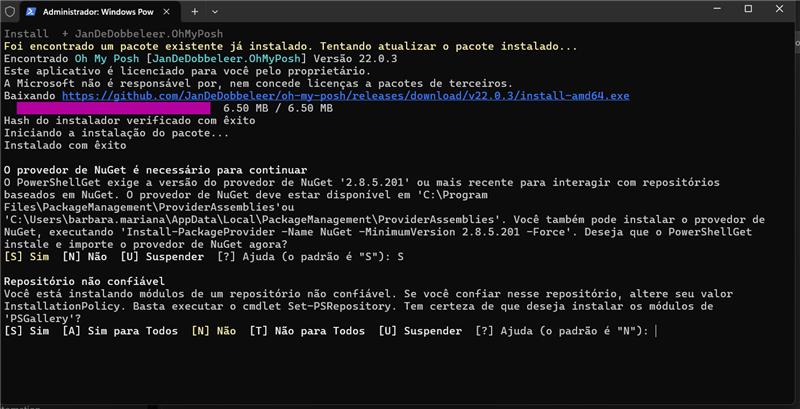 Administrador: Windows Pow
Install + JanDeDobbeleer.OhMyPosh
Foi encontrado um pacote existente já instalado. Tentando atualizar o pacote instalado...
Encontrado Oh My Posh [JanDeDobbeleer.OhMyPosh] Versão 22.0.3
Este aplicativo é licenciado para você pelo proprietário.
A Microsoft não é responsável por, nem concede licenças a pacotes de terceiros.
Baixando https://github.com/JanDeDobbeleer/oh-my-posh/releases/download/v22.0.3/install-amd64.exe
6.50 MB / 6.50 MB
Hash do instalador verificado com êxito
Iniciando a instalação do pacote...
Instalado com êxito
O provedor de NuGet é necessário para continuar
O PowerShellGet exige a versão do provedor de NuGet '2.8.5.201' ou mais recente para interagir com repositórios
baseados em NuGet. O provedor de NuGet deve estar disponível em 'C:\Program
Files\PackageManagement\ProviderAssemblies'ou
'C:\Users\barbara.mariana\AppData\Local\PackageManagement\ProviderAssemblies'. Você também pode instalar o provedor de
NuGet, executando 'Install-PackageProvider -Name NuGet -MinimumVersion 2.8.5.201 -Force'. Deseja que o PowerShellGet
instale e importe o provedor de NuGet agora?
[S] Sim  [N] Não  [U] Suspender  [?] Ajuda (o padrão é "S"): S
Repositório não confiável
Você está instalando módulos de um repositório não confiável. Se você confiar nesse repositório, altere seu valor
InstallationPolicy. Basta executar o cmdlet Set-PSRepository. Tem certeza de que deseja instalar os módulos de
'PSGallery'?
[S] Sim  [A] Sim para Todos  [N] Não  [T] Não para Todos  [U] Suspender  [?] Ajuda (o padrão é "N"):